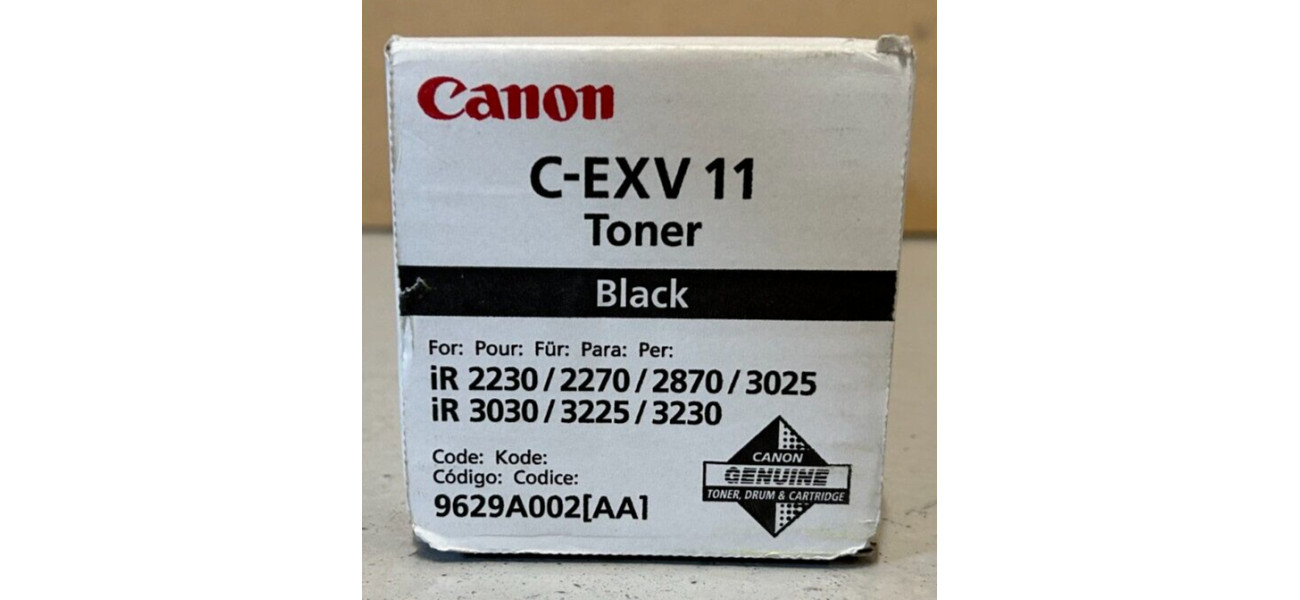 Canon
C-EXV 11
Toner
Black
For: Pour: Für: Para: Per:
iR 2230 / 2270 / 2870 / 3025
iR 3030 / 3225 / 3230
Code: Kode:
Código: Codice:
9629A002[AA]
CANON
GENUINE
TONER, DRUM & CARTRIDGE